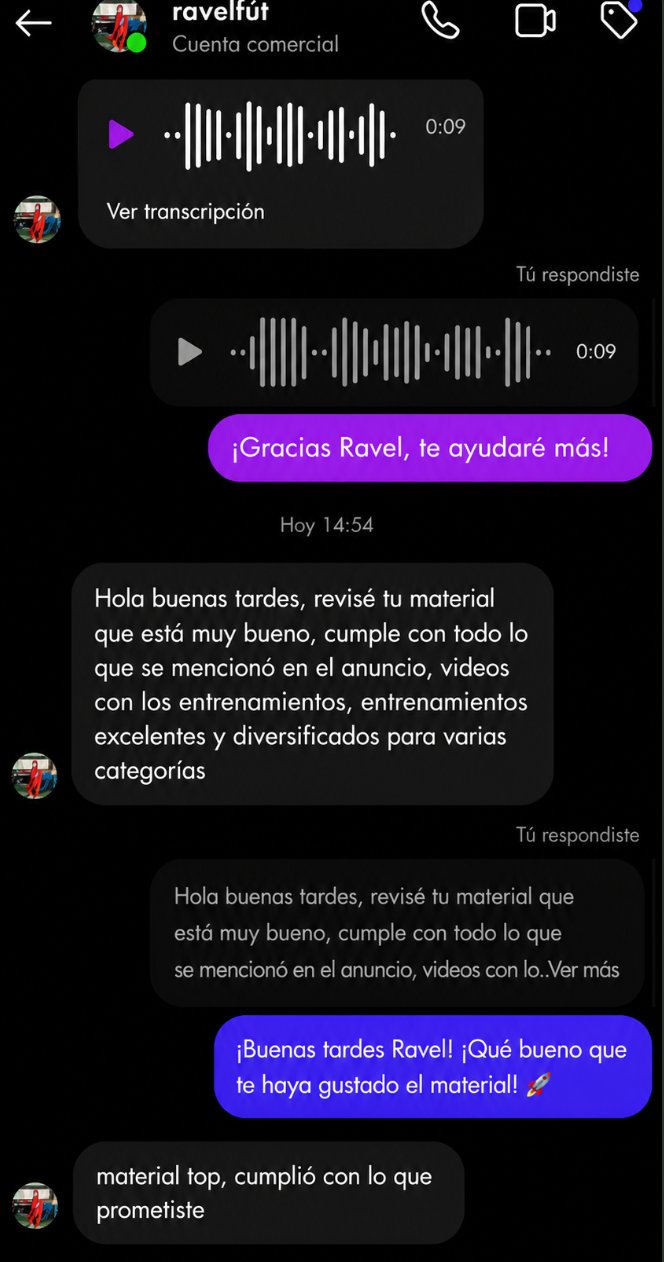 ravelfút
Cuenta comercial
0:09
Ver transcripción
Tú respondiste
0:09
¡Gracias Ravel, te ayudaré más!
Hoy 14:54
Hola buenas tardes, revisé tu material
que está muy bueno, cumple con todo lo
que se mencionó en el anuncio, videos
con los entrenamientos, entrenamientos
excelentes y diversificados para varias
categorías
Tú respondiste
Hola buenas tardes, revisé tu material que
está muy bueno, cumple con todo lo que
se mencionó en el anuncio, videos con lo..Ver más
¡Buenas tardes Ravel! ¡Qué bueno que
te haya gustado el material! 🚀
material top, cumplió con lo que
prometiste